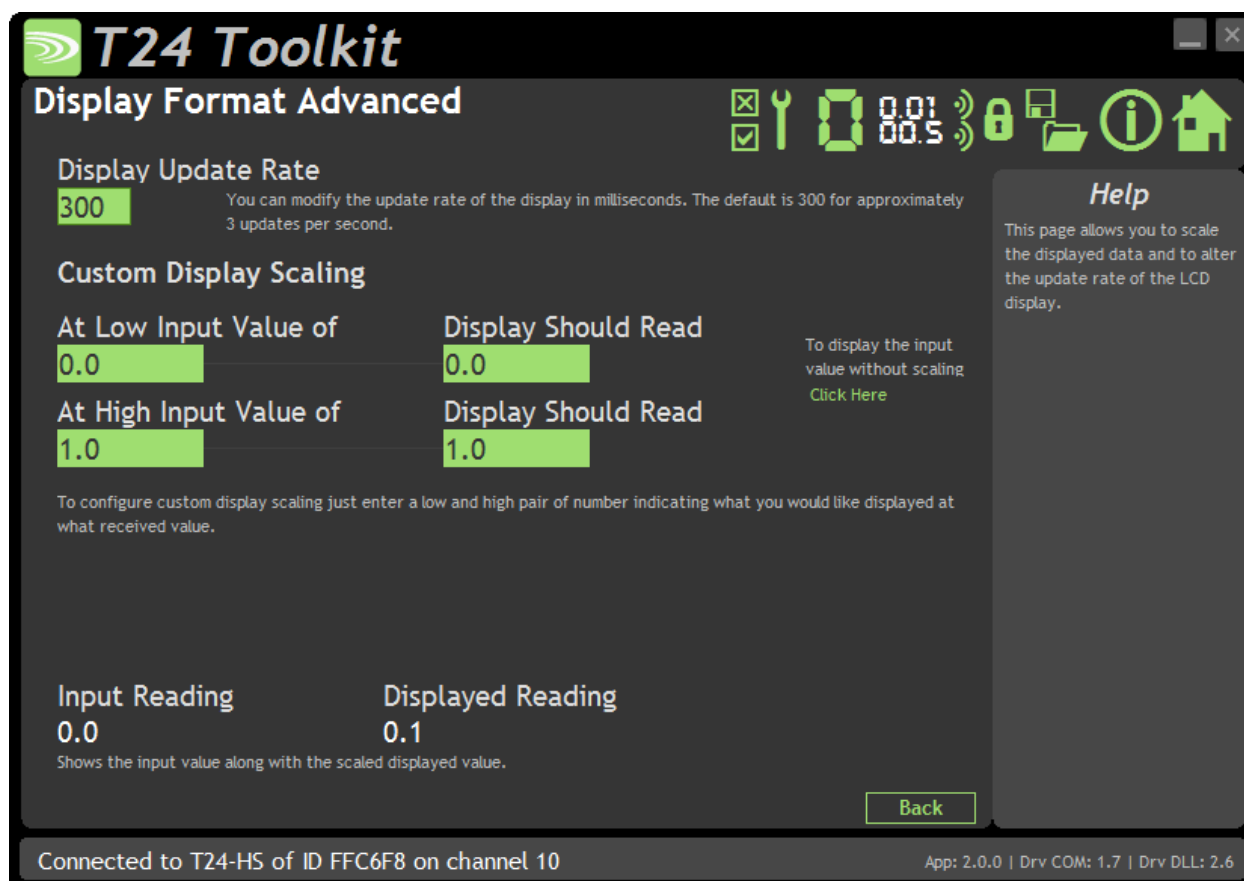 T24 Toolkit
Display Format Advanced
0.01
00.5
Display Update Rate
300
You can modify the update rate of the display in milliseconds. The default is 300 for approximately
3 updates per second.
Custom Display Scaling
At Low Input Value of
Display Should Read
0.0
0.0
At High Input Value of
Display Should Read
1.0
1.0
To display the input
value without scaling
Click Here
To configure custom display scaling just enter a low and high pair of number indicating what you would like displayed at
what received value.
Input Reading
Displayed Reading
0.0
0.1
Shows the input value along with the scaled displayed value.
Back
Help
This page allows you to scale
the displayed data and to alter
the update rate of the LCD
display.
Connected to T24-HS of ID FFC6F8 on channel 10
App: 2.0.0 | Drv COM: 1.7 | Drv DLL: 2.6